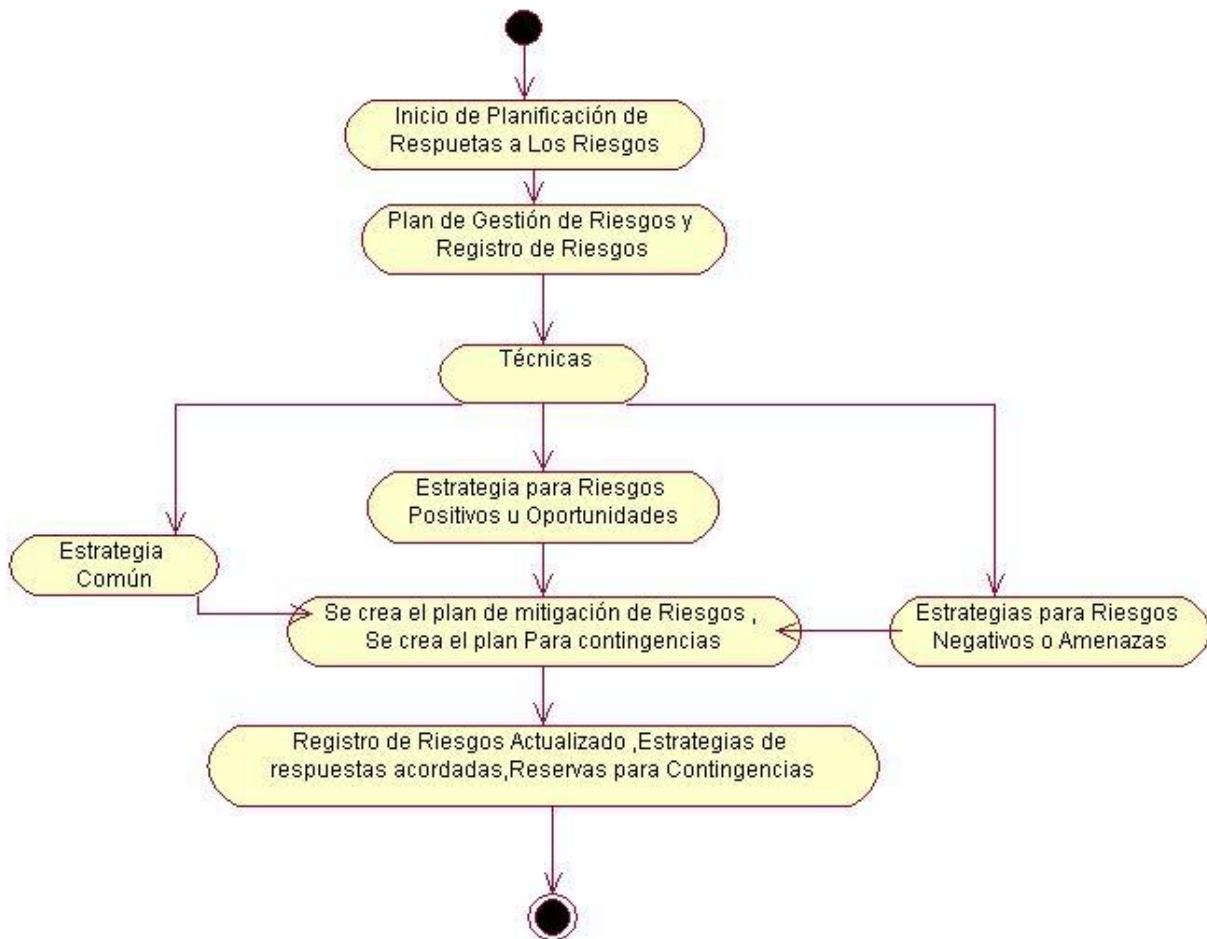 Inicio de Planificación de
Respuetas a Los Riesgos
Plan de Gestión de Riesgos y
Registro de Riesgos
Técnicas
Estrategia para Riesgos
Positivos u Oportunidades
Estrategia
Común
Se crea el plan de mitigación de Riesgos ,
Se crea el plan Para contingencias
Estrategias para Riesgos
Negativos o Amenazas
Registro de Riesgos Actualizado ,Estrategias de
respuestas acordadas,Reservas para Contingencias